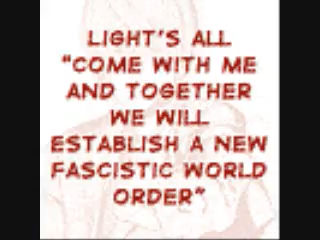 LIGHT'S ALL
"COME WITH ME
AND TOGETHER
WE WILL
ESTABLISH A NEW
FASCISTIC WORLD
ORDER"